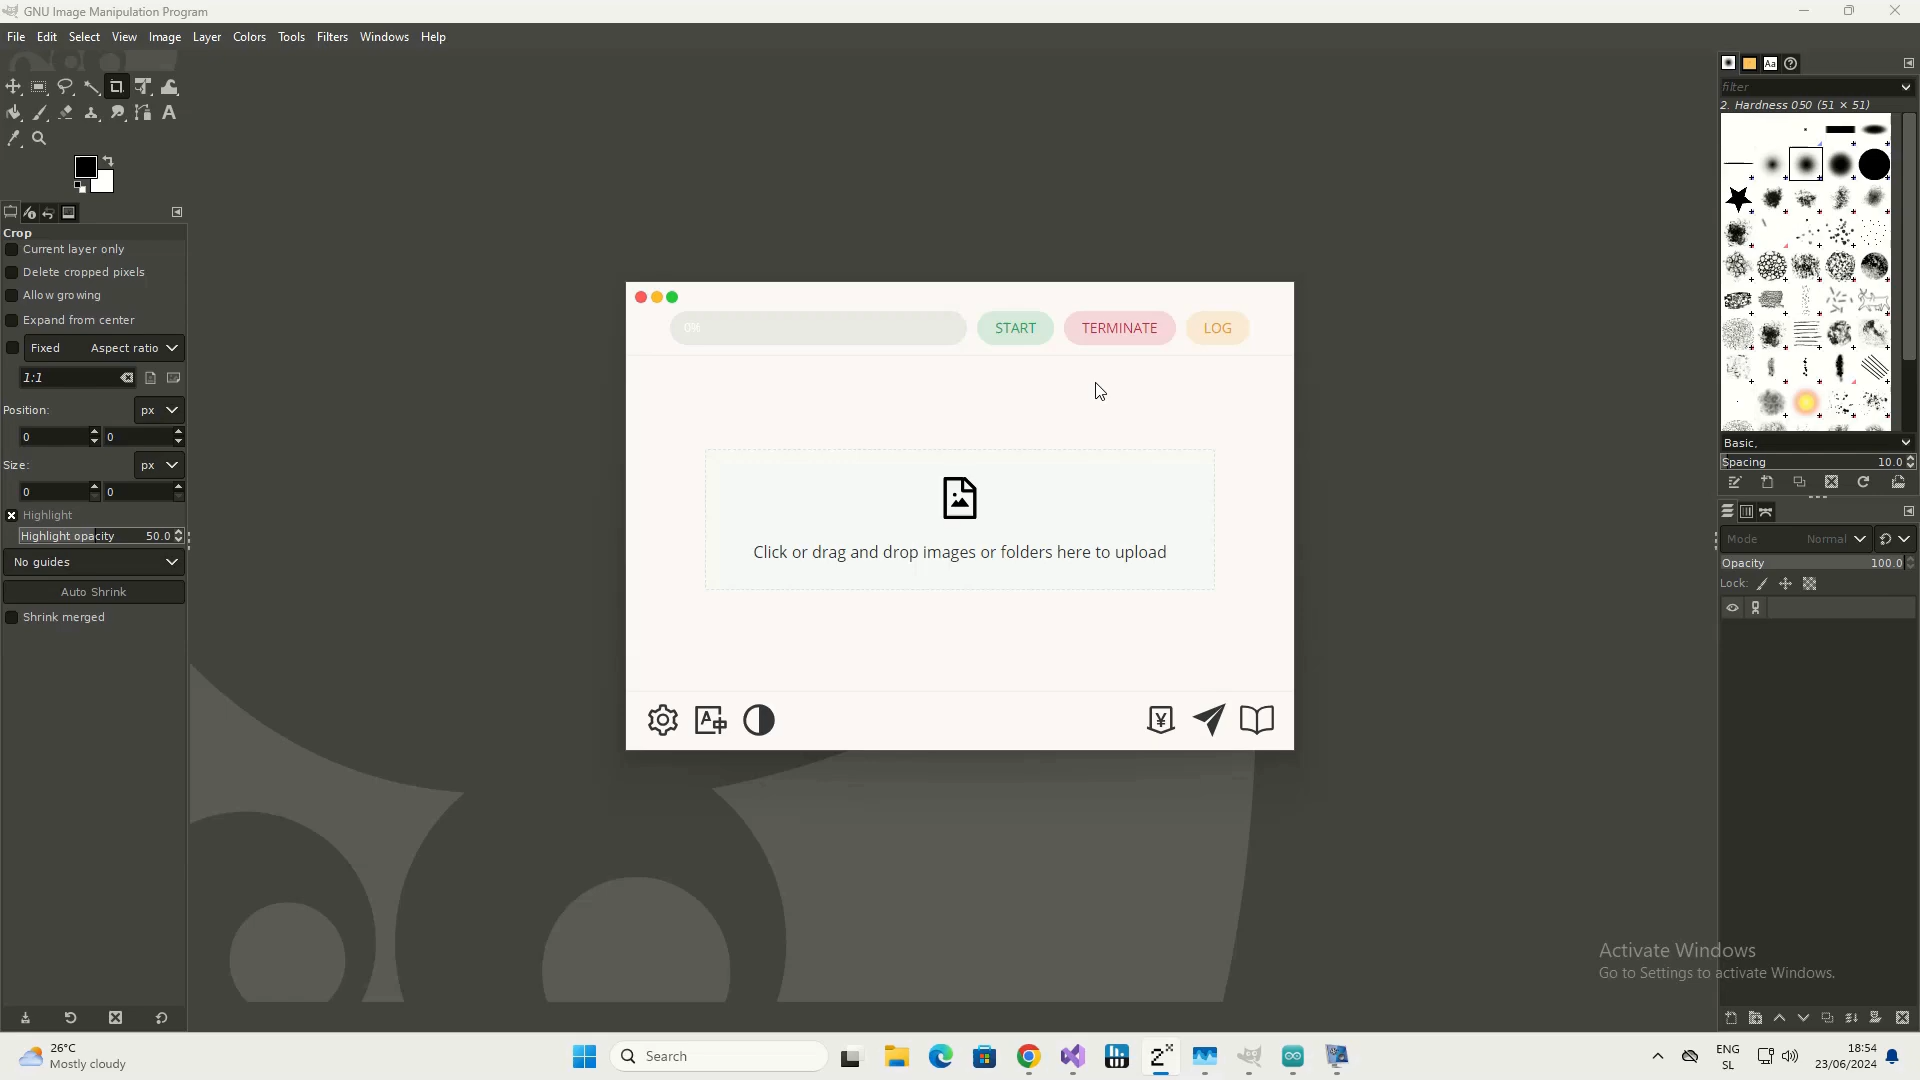 GNU Image Manipulation Program
File Edit Select View Image Layer Colors Tools Filters Windows Help
Crop
Current layer only
Delete cropped pixels
Allow growing
Expand from center
Fixed Aspect ratio
1:1
Position: px
0 0
Size: px
0 0
Highlight
Highlight opacity 50.0
No guides
Auto Shrink
Shrink merged
0% START TERMINATE LOG
Click or drag and drop images or folders here to upload
filter
2. Hardness 050 (51 × 51)
Basic,
Spacing 10.0
Mode Normal
Opacity 100.0
Lock:
Activate Windows
Go to Settings to activate Windows.
26°C
Mostly cloudy
Search
ENG
SL
18:54
23/06/2024